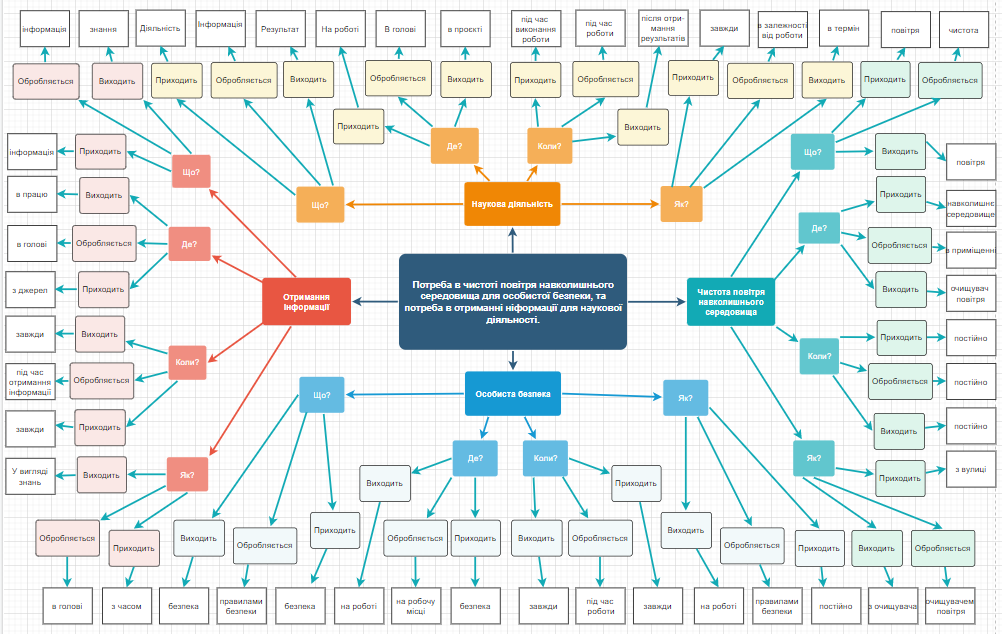 інформація
знання
Діяльність
Інформація
Результат
На роботі
В голові
в проєкті
під час
виконання
роботи
під час
роботи
після отри-
мання
реузльтатів
завжди
в залежності
від роботи
в термін
повітря
чистота
Обробляється
Виходить
Приходить
Обробляється
Виходить
Обробляється
Виходить
Приходить
Обробляється
Приходить
Обробляється
Виходить
Приходить
Обробляється
Приходить
Виходить
Де?
Коли?
інформація
Приходить
Що?
Що?
Виходить
повітря
в працю
Виходить
Що?
Наукова діяльність
Як?
Приходить
навколишнє
середовище
в голові
Обробляється
Де?
Де?
Обробляється
в приміщенні
з джерел
Приходить
Отримання
Інформації
Потреба в чистоті повітря навколишнього
середовища для особистої безпеки, та
потреба в отриманні ніформації для наукової
діяльності.
Чистота повітря
навколишнього
середовища
Виходить
очищувач
повітря
завжди
Виходить
Коли?
Коли?
Приходить
постійно
під час
отримання
інформації
Обробляється
Обробляється
постійно
завжди
Приходить
Що?
Особиста безпека
Як?
Виходить
постійно
У вигляді
знань
Виходить
Як?
Де?
Коли?
Як?
Приходить
з вулиці
Виходить
Приходить
Обробляється
Приходить
Виходить
Обробляється
Приходить
Обробляється
Приходить
Виходить
Обробляється
Виходить
Обробляється
Приходить
Виходить
Обробляється
в голові
з часом
безпека
правилами
безпеки
безпека
на роботі
на робочу
місці
безпека
завжди
під час
роботи
завжди
на роботі
правилами
безпеки
постійно
з очищувача
очищувачем
повітря